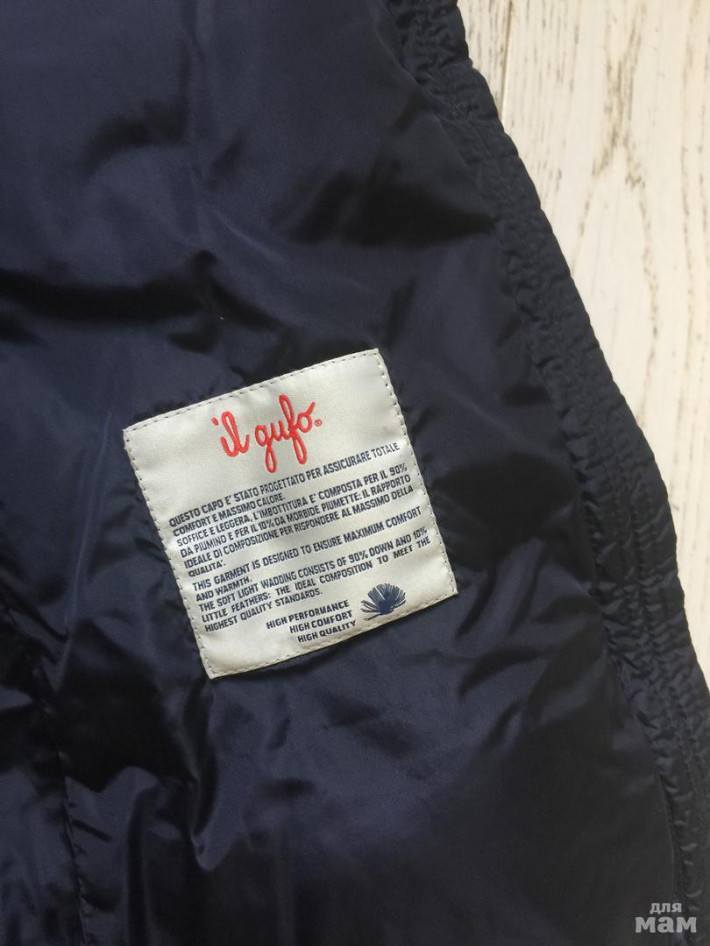 il gufo®
QUESTO CAPO E' STATO PROGETTATO PER ASSICURARE TOTALE
COMFORT E MASSIMO CALORE.
SOFFICE E LEGGERA, L'IMBOTTITURA E' COMPOSTA PER IL 90%
DA PIUMINO E PER IL 10% DA MORBIDE PIUMETTE: IL RAPPORTO
IDEALE DI COMPOSIZIONE PER RISPONDERE AL MASSIMO DELLA
QUALITA'.
THIS GARMENT IS DESIGNED TO ENSURE MAXIMUM COMFORT
AND WARMTH.
THE SOFT LIGHT WADDING CONSISTS OF 90% DOWN AND 10%
LITTLE FEATHERS: THE IDEAL COMPOSITION TO MEET THE
HIGHEST QUALITY STANDARDS.
HIGH PERFORMANCE
HIGH COMFORT
HIGH QUALITY
для
мам